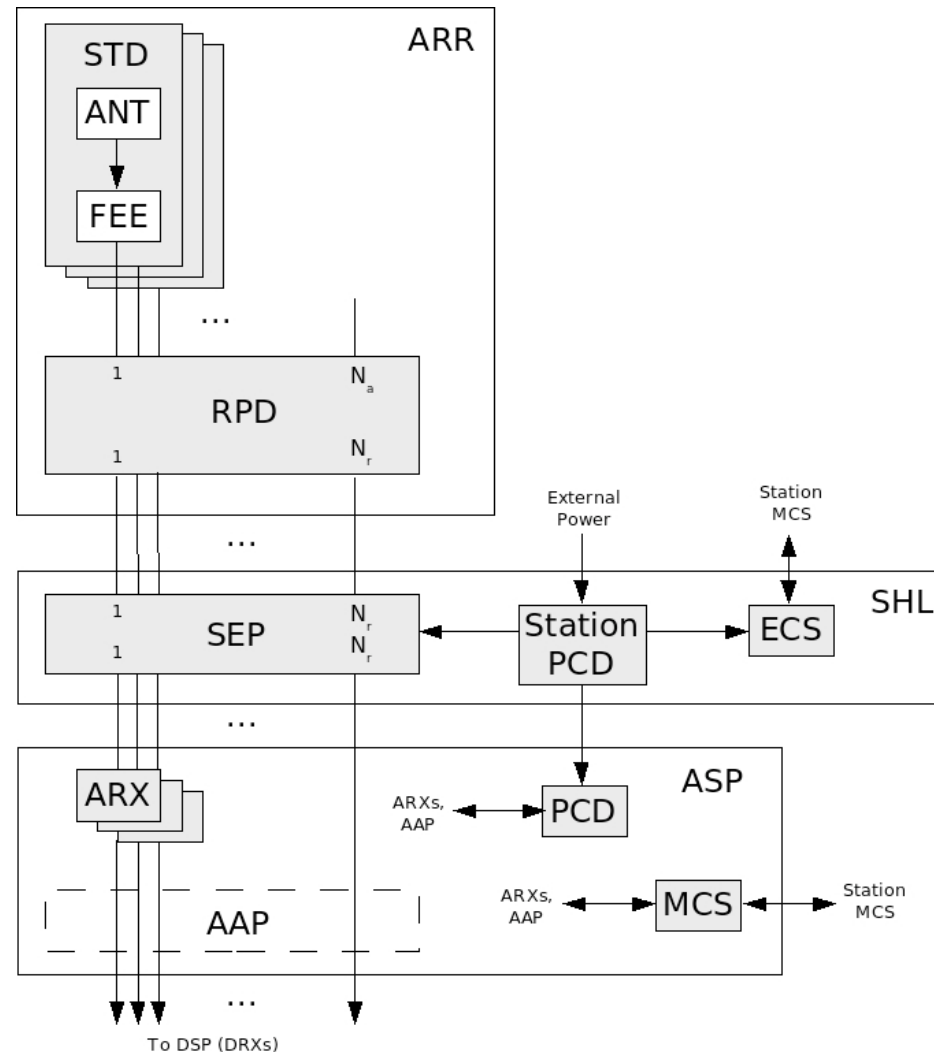 ARR
STD
ANT
FEE
...
1
N a
RPD
1
N r
...
External
Power
Station
MCS
SHL
1
N r
SEP
1
N r
Station
PCD
ECS
...
ASP
ARX
ARXs,
AAP
PCD
ARXs,
AAP
MCS
Station
MCS
AAP
...
To DSP (DRXs)